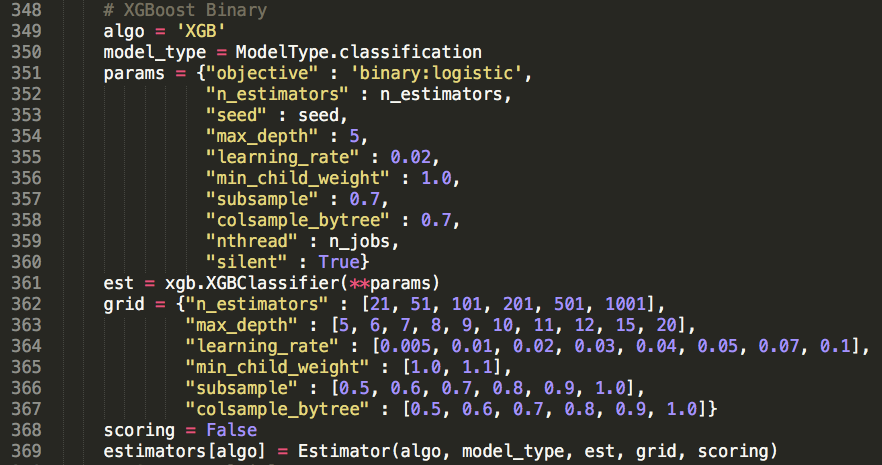 348 # XGBoost Binary
349 algo = 'XGB'
350 model_type = ModelType.classification
351 params = {"objective" : 'binary:logistic',
352 "n_estimators" : n_estimators,
353 "seed" : seed,
354 "max_depth" : 5,
355 "learning_rate" : 0.02,
356 "min_child_weight" : 1.0,
357 "subsample" : 0.7,
358 "colsample_bytree" : 0.7,
359 "nthread" : n_jobs,
360 "silent" : True}
361 est = xgb.XGBClassifier(**params)
362 grid = {"n_estimators" : [21, 51, 101, 201, 501, 1001],
363 "max_depth" : [5, 6, 7, 8, 9, 10, 11, 12, 15, 20],
364 "learning_rate" : [0.005, 0.01, 0.02, 0.03, 0.04, 0.05, 0.07, 0.1],
365 "min_child_weight" : [1.0, 1.1],
366 "subsample" : [0.5, 0.6, 0.7, 0.8, 0.9, 1.0],
367 "colsample_bytree" : [0.5, 0.6, 0.7, 0.8, 0.9, 1.0]}
368 scoring = False
369 estimators[algo] = Estimator(algo, model_type, est, grid, scoring)